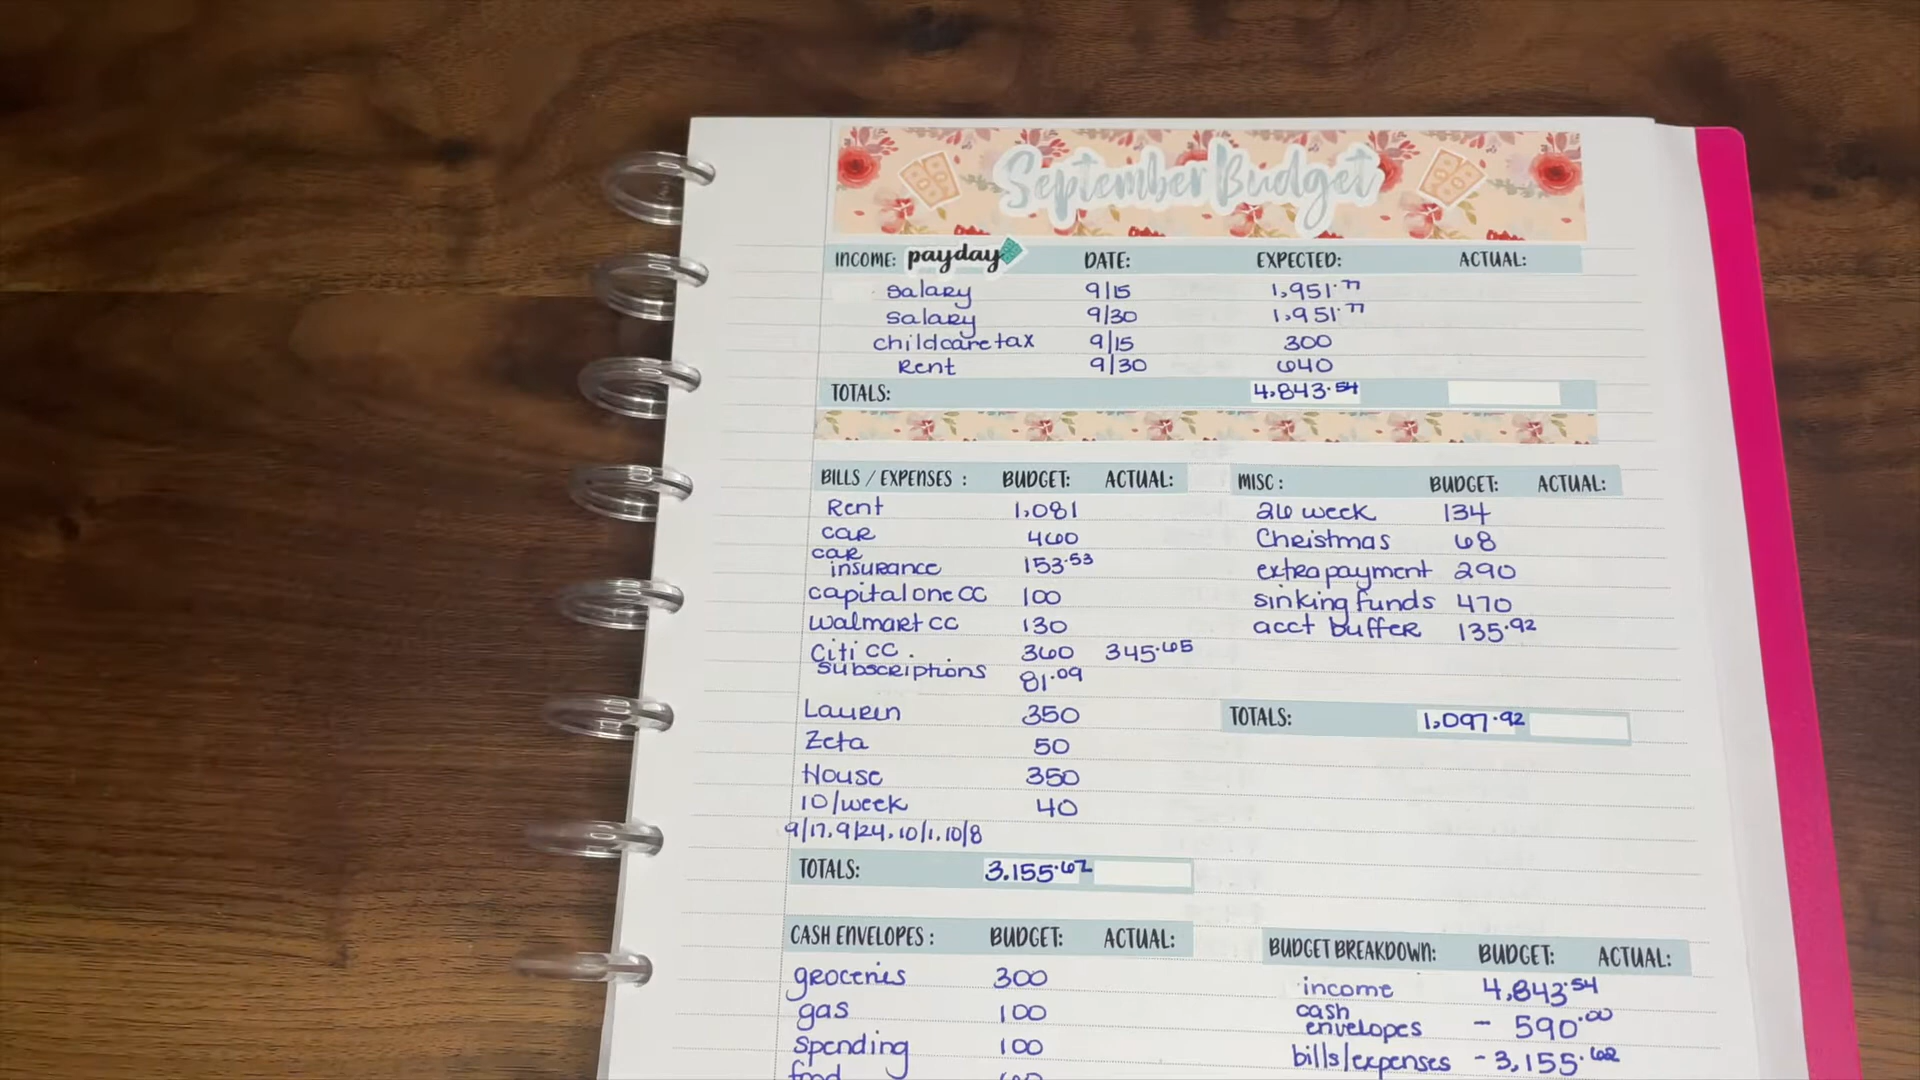 September Budget
INCOME: payday DATE: EXPECTED: ACTUAL:
salary 9/15 1,951.77
salary 9/30 1,951.77
childcare tax 9/15 300
Rent 9/30 640
TOTALS: 4,843.54
BILLS / EXPENSES : BUDGET: ACTUAL:
Rent 1,081
car 460
car
insurance 153.53
capital one CC 100
walmart CC 130
Citi CC. 360 345.65
subscriptions 81.09
Lauren 350
Zeta 50
House 350
10/week 40
9/17, 9/24, 10/1, 10/8
TOTALS: 3,155.62
MISC : BUDGET: ACTUAL:
26 week 134
Christmas 68
extra payment 290
sinking funds 470
acct buffer 135.92
TOTALS: 1,097.92
CASH ENVELOPES : BUDGET: ACTUAL:
groceries 300
gas 100
spending 100
food
BUDGET BREAKDOWN: BUDGET: ACTUAL:
income 4,843.54
cash
envelopes - 590.00
bills/expenses - 3,155.62